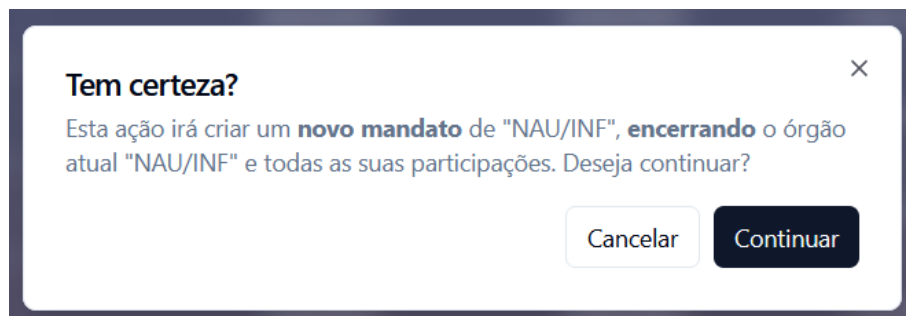 Tem certeza?
Esta ação irá criar um novo mandato de "NAU/INF", encerrando o órgão
atual "NAU/INF" e todas as suas participações. Deseja continuar?
Cancelar
Continuar